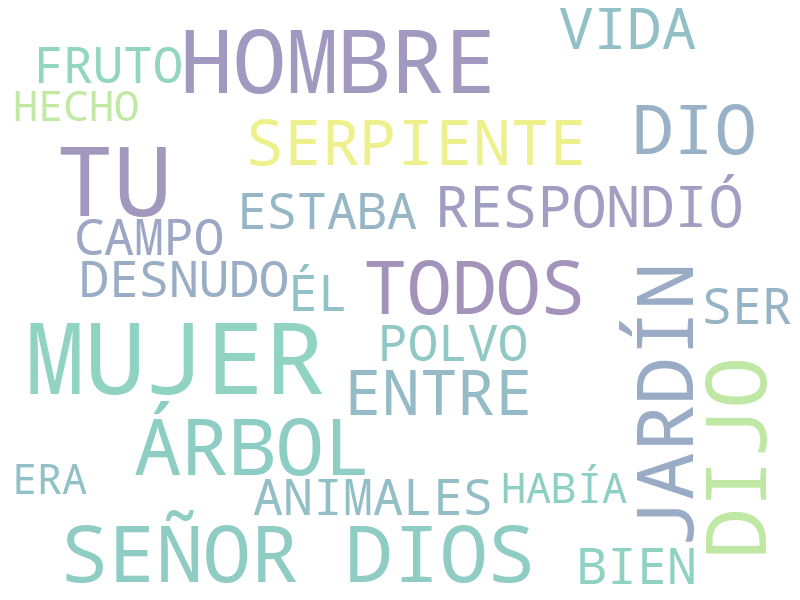 VIDA
HOMBRE
FRUTO
HECHO
DIO
SERPIENTE
TU
RESPONDIÓ
ESTABA
CAMPO
DESNUDO
ÉL
TODOS
JARDÍN
SER
MUJER
POLVO
ENTRE
DIJO
ÁRBOL
ERA
ANIMALES
HABÍA
SEÑOR DIOS
BIEN